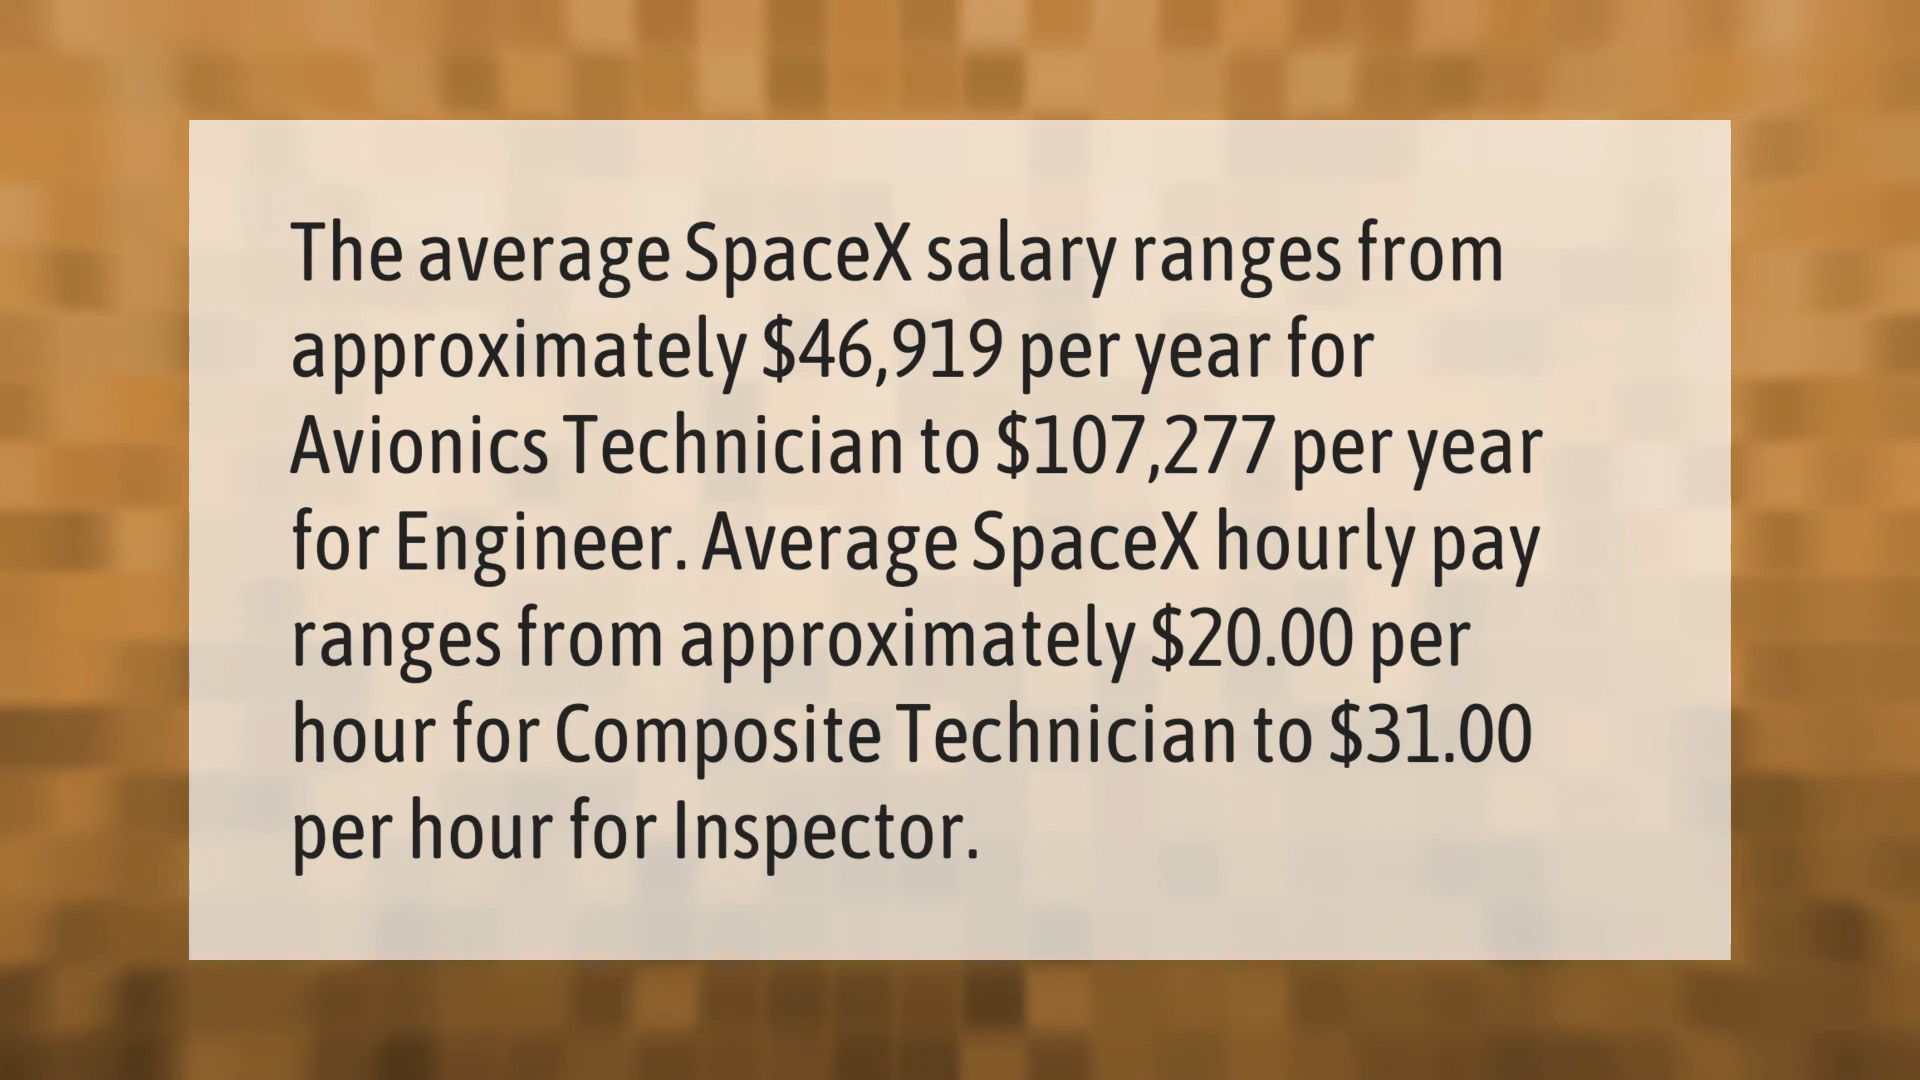 The average SpaceX salary ranges from
approximately $46,919 per year for
Avionics Technician to $107,277 per year
for Engineer. Average SpaceX hourly pay
ranges from approximately $20.00 per
hour for Composite Technician to $31.00
per hour for Inspector.